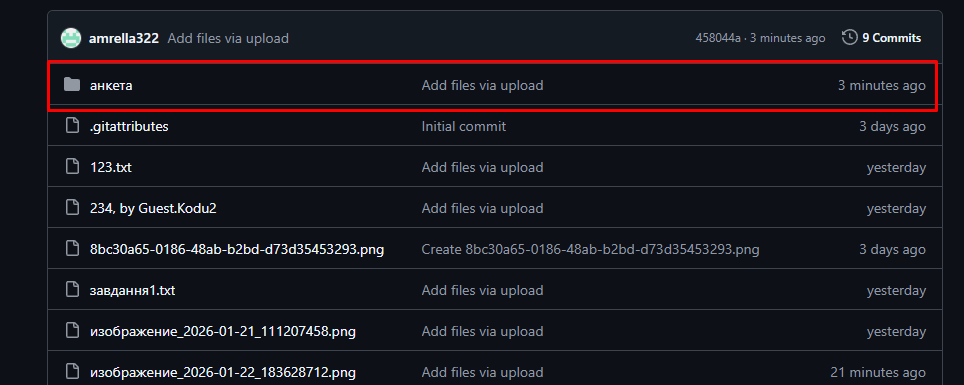 amrella322 Add files via upload 458044a · 3 minutes ago 9 Commits
анкета Add files via upload 3 minutes ago
.gitattributes Initial commit 3 days ago
123.txt Add files via upload yesterday
234, by Guest.Kodu2 Add files via upload yesterday
8bc30a65-0186-48ab-b2bd-d73d35453293.png Create 8bc30a65-0186-48ab-b2bd-d73d35453293.png 3 days ago
завдання1.txt Add files via upload yesterday
изображение_2026-01-21_111207458.png Add files via upload yesterday
изображение_2026-01-22_183628712.png Add files via upload 21 minutes ago